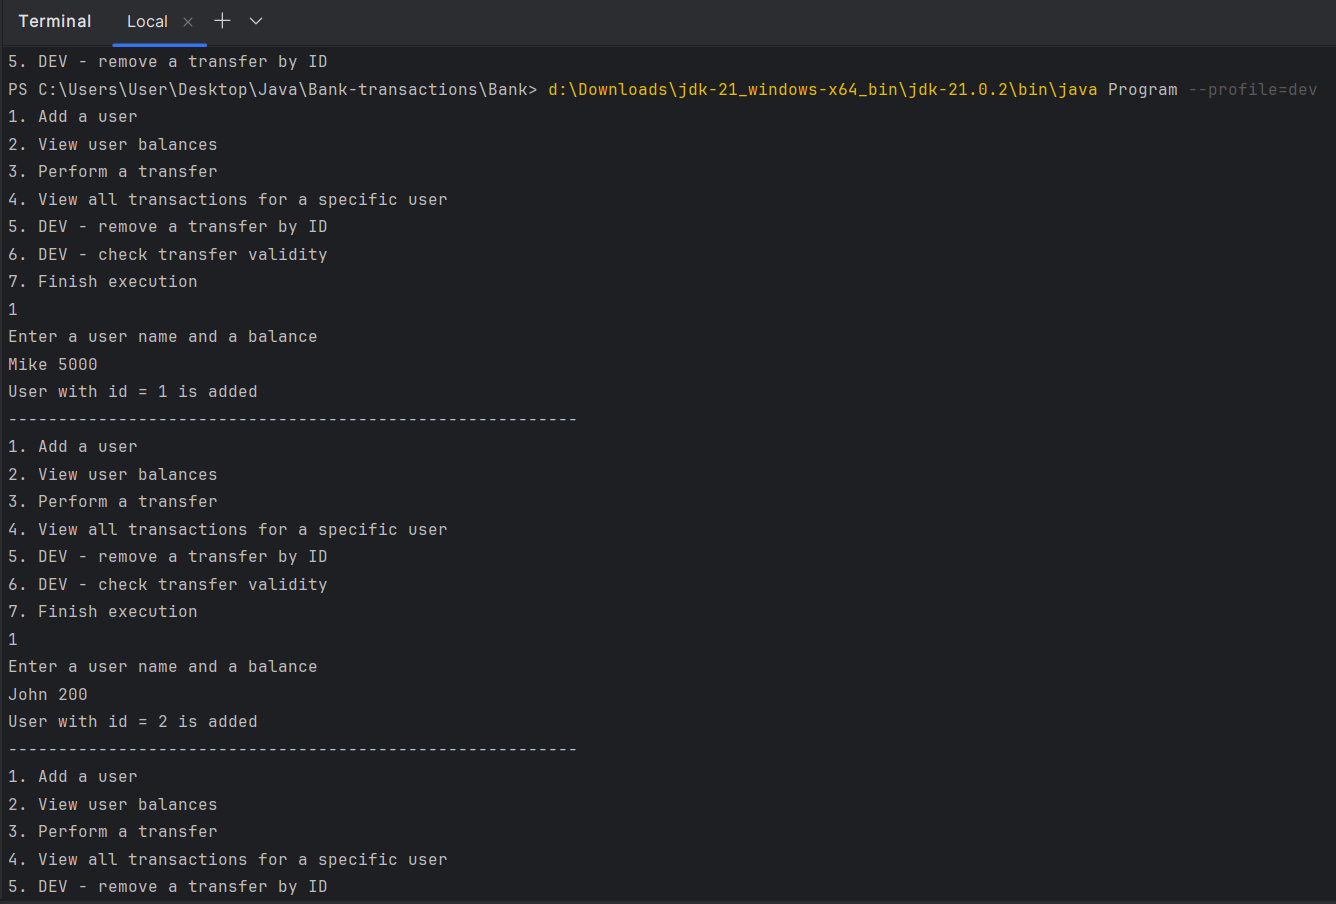 Terminal Local
5. DEV - remove a transfer by ID
PS C:\Users\User\Desktop\Java\Bank-transactions\Bank> d:\Downloads\jdk-21_windows-x64_bin\jdk-21.0.2\bin\java Program --profile=dev
1. Add a user
2. View user balances
3. Perform a transfer
4. View all transactions for a specific user
5. DEV - remove a transfer by ID
6. DEV - check transfer validity
7. Finish execution
1
Enter a user name and a balance
Mike 5000
User with id = 1 is added
---------------------------------------------------------
1. Add a user
2. View user balances
3. Perform a transfer
4. View all transactions for a specific user
5. DEV - remove a transfer by ID
6. DEV - check transfer validity
7. Finish execution
1
Enter a user name and a balance
John 200
User with id = 2 is added
---------------------------------------------------------
1. Add a user
2. View user balances
3. Perform a transfer
4. View all transactions for a specific user
5. DEV - remove a transfer by ID